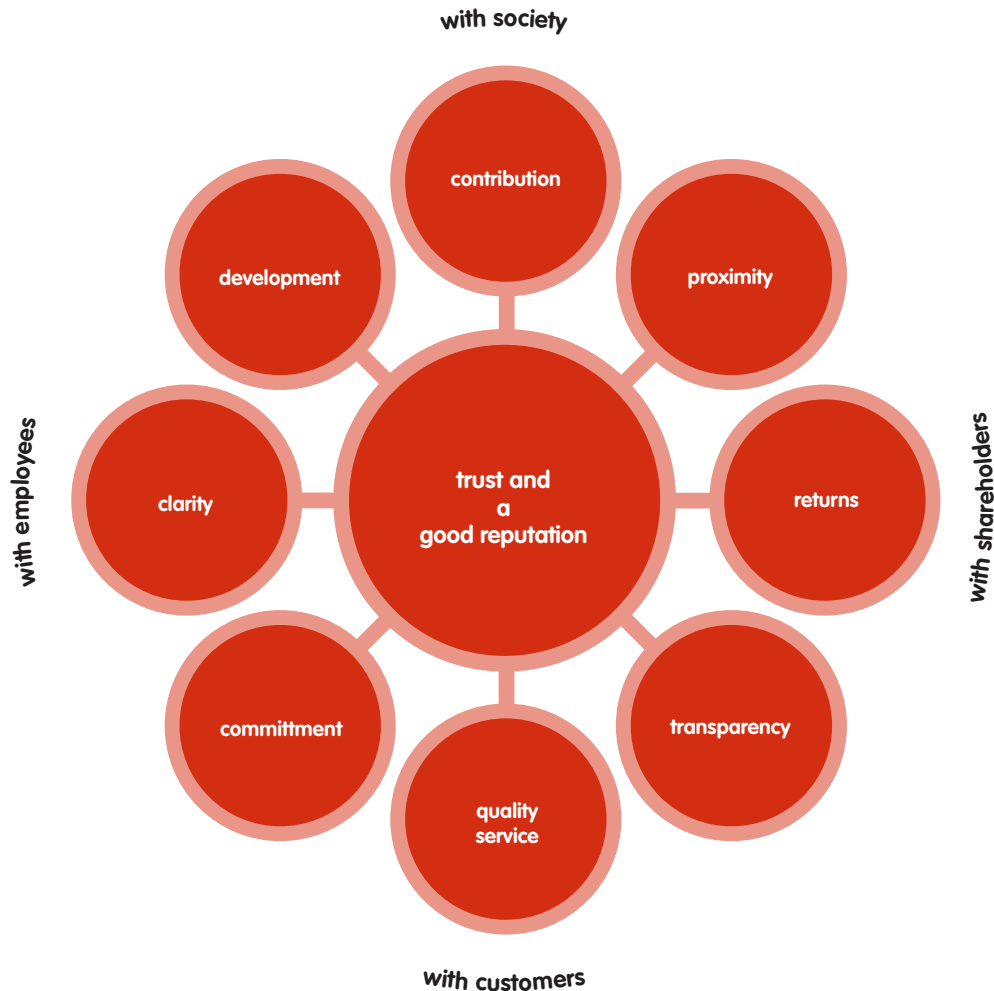 with society
contribution
development
proximity
with employees
clarity
trust and
a
good reputation
returns
with shareholders
committment
transparency
quality
service
with customers